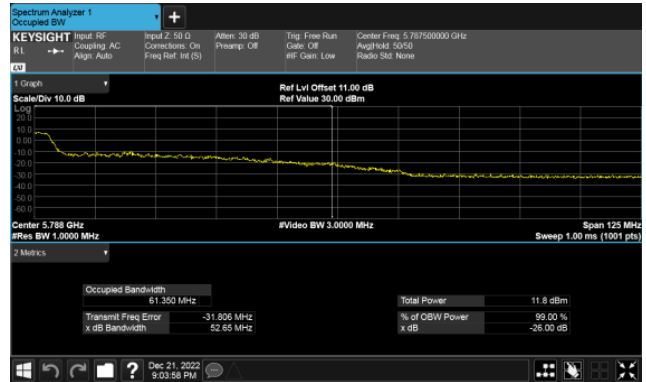 Spectrum Analyzer 1
Occupied BW
KEYSIGHT Input: RF Input Z: 50 Ω Atten: 30 dB Trig: Free Run Center Freq: 5.787500000 GHz
RL Coupling: AC Corrections: On Preamp: Off Gate: Off Avg|Hold: 50/50
Align: Auto Freq Ref: Int (S) #IF Gain: Low Radio Std: None
LXI
1 Graph
Ref Lvl Offset 11.00 dB
Scale/Div 10.0 dB Ref Value 30.00 dBm
Log
20.0
10.0
0.00
-10.0
-20.0
-30.0
-40.0
-50.0
-60.0
Center 5.788 GHz #Video BW 3.0000 MHz Span 125 MHz
#Res BW 1.0000 MHz Sweep 1.00 ms (1001 pts)
2 Metrics
Occupied Bandwidth
61.350 MHz Total Power 11.8 dBm
Transmit Freq Error -31.806 MHz % of OBW Power 99.00 %
x dB Bandwidth 52.65 MHz x dB -26.00 dB
? Dec 21, 2022
9:03:58 PM